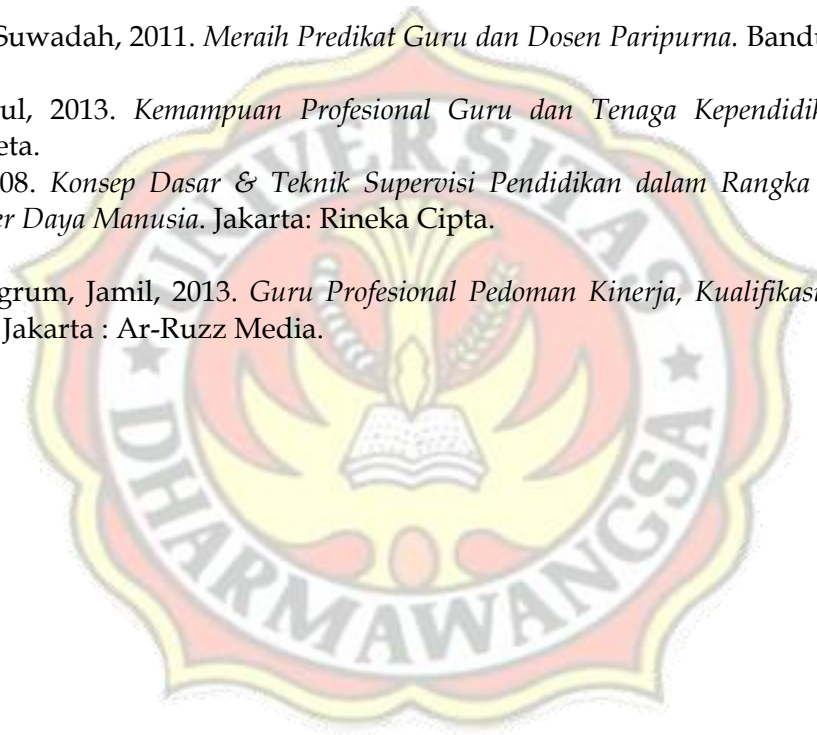 Suwadah, 2011. Meraih Predikat Guru dan Dosen Paripurna. Bandu
ul, 2013. Kemampuan Profesional Guru dan Tenaga Kependidik
eta.
08. Konsep Dasar & Teknik Supervisi Pendidikan dalam Rangka
er Daya Manusia. Jakarta: Rineka Cipta.
grum, Jamil, 2013. Guru Profesional Pedoman Kinerja, Kualifikasi
Jakarta : Ar-Ruzz Media.
UNIVERSITAS
DHARMAWANGSA